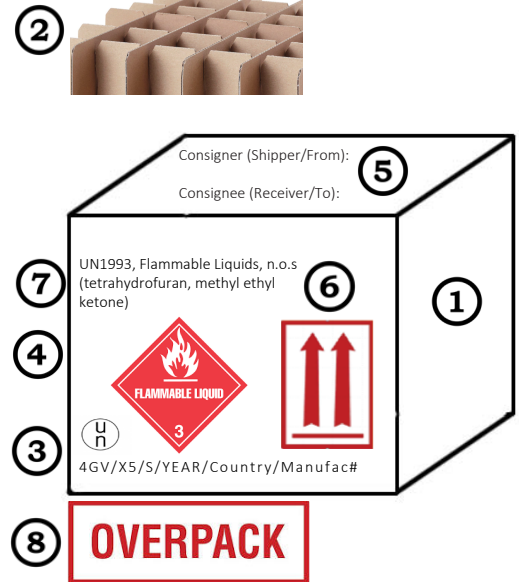 2
Consigner (Shipper/From):
5
Consignee (Receiver/To):
7
UN1993, Flammable Liquids, n.o.s
(tetrahydrofuran, methyl ethyl
ketone)
6
1
4
FLAMMABLE LIQUID
3
u
n
3
4GV/X5/S/YEAR/Country/Manufac#
8
OVERPACK